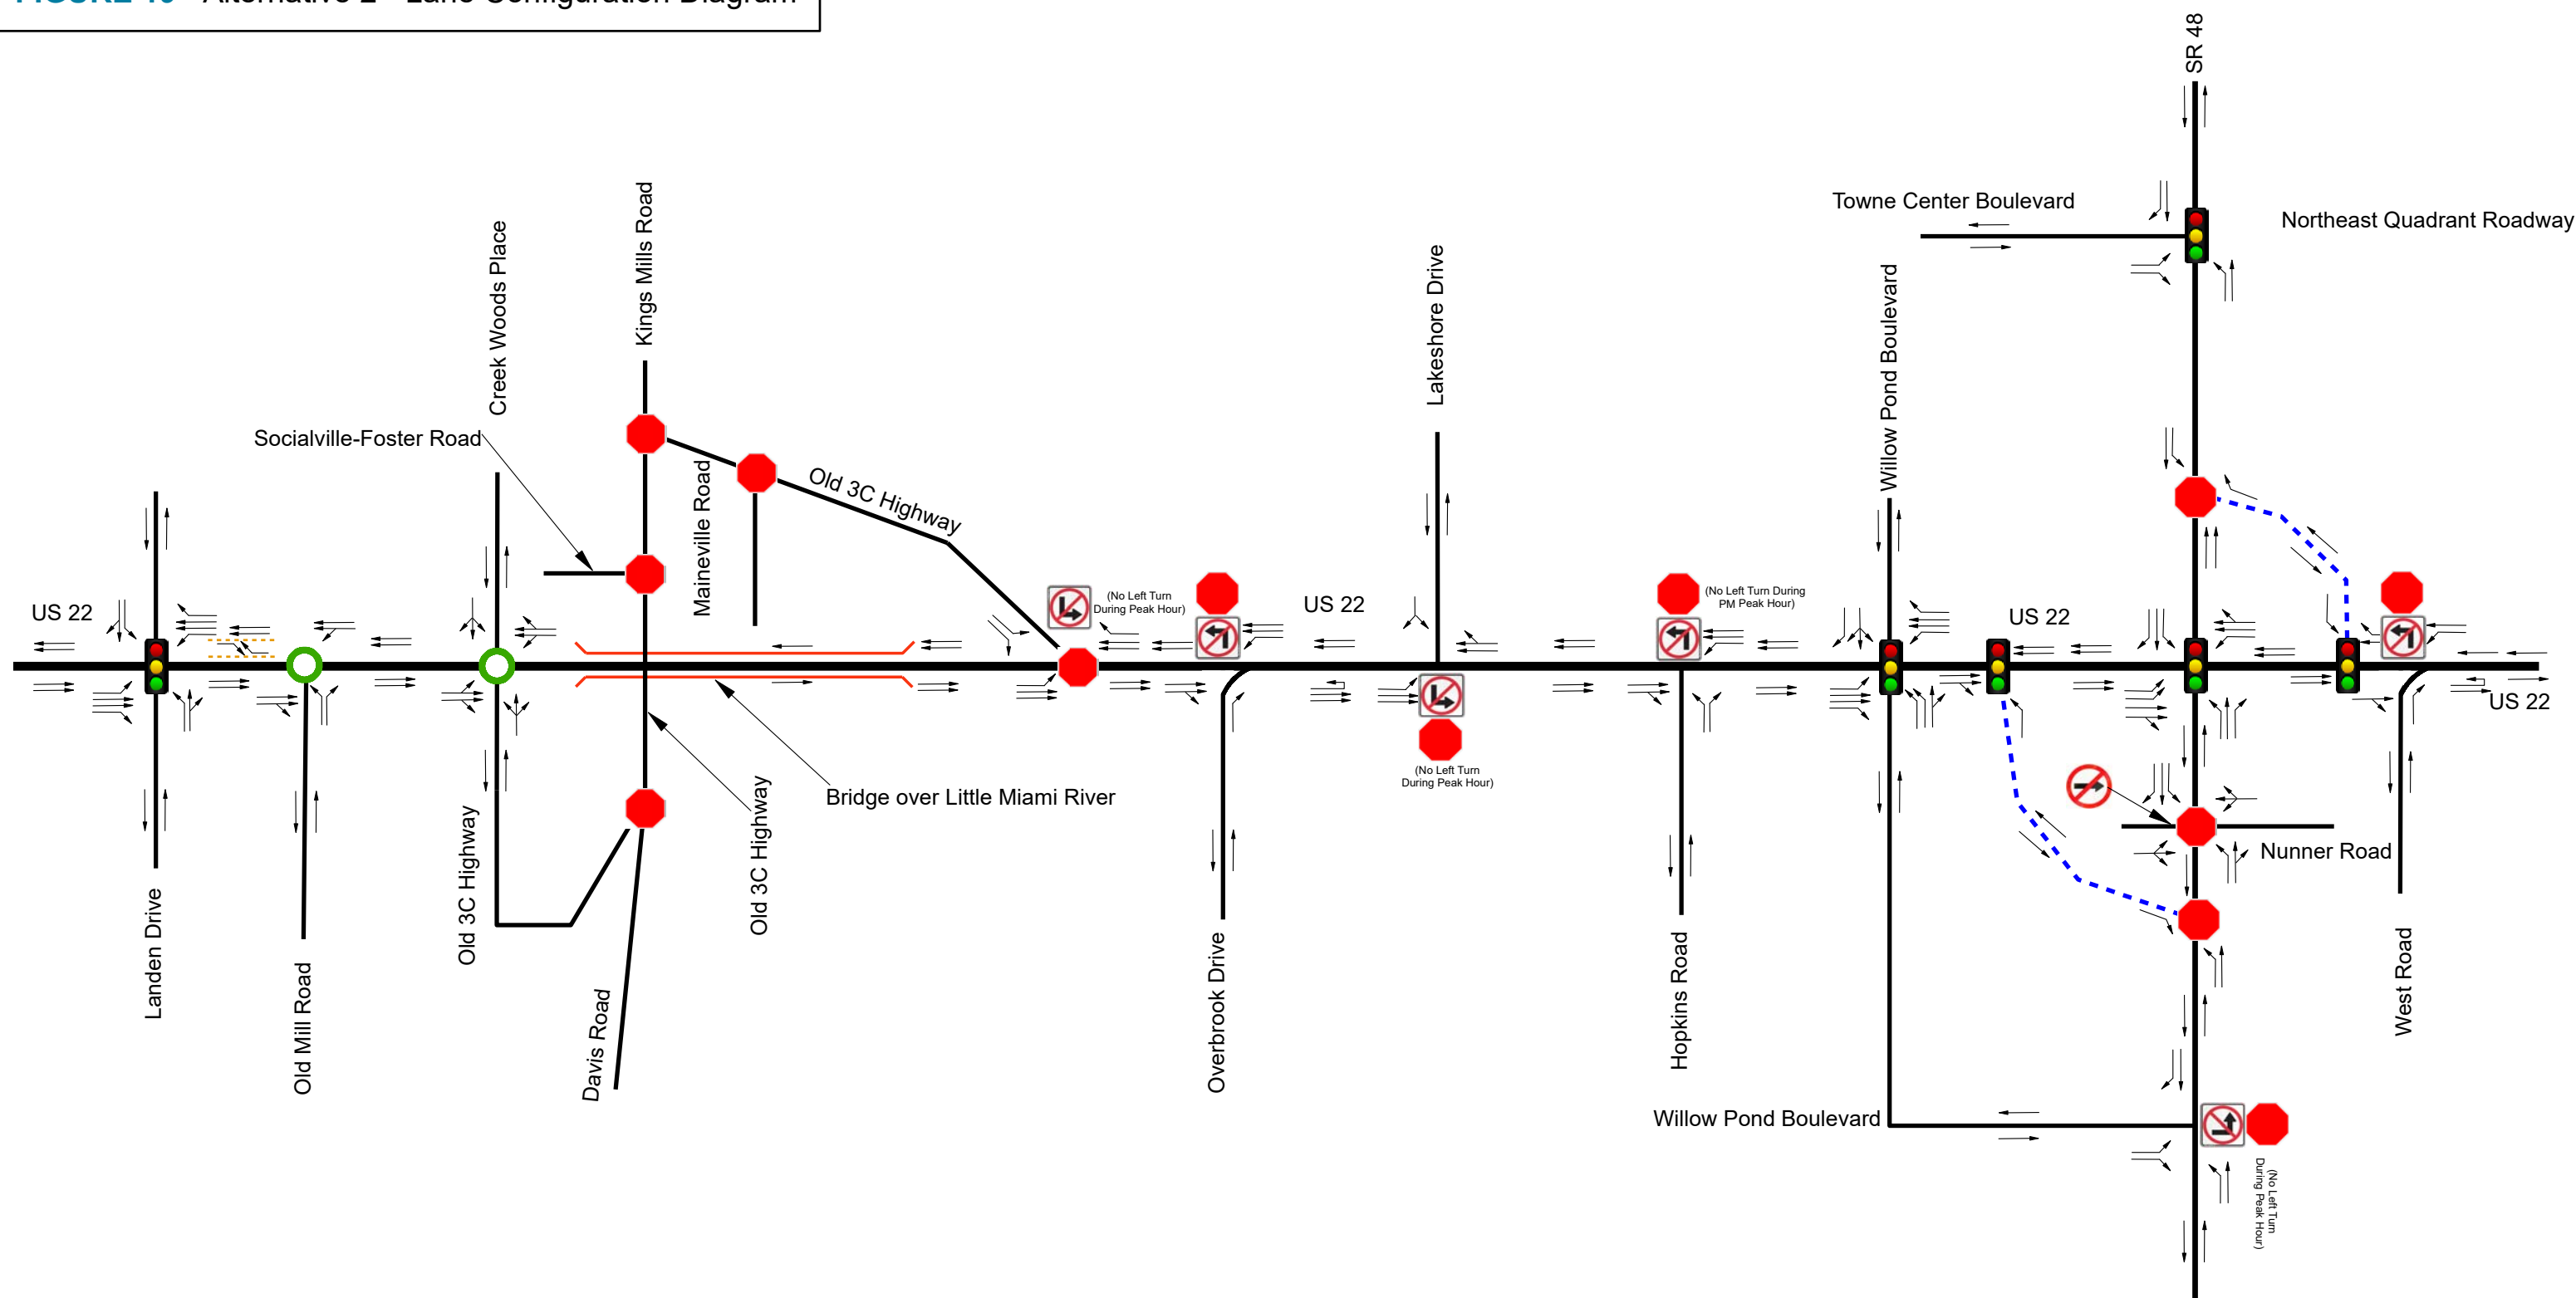 Alternative 2 - Lane Configuration Diagram
SR 48
Towne Center Boulevard
Northeast Quadrant Roadway
Kings Mills Road
Creek Woods Place
Lakeshore Drive
Willow Pond Boulevard
Socialville-Foster Road
Maineville Road
Old 3C Highway
US 22
(No Left Turn
During Peak Hour)
US 22
(No Left Turn During
PM Peak Hour)
US 22
US 22
(No Left Turn
During Peak Hour)
Bridge over Little Miami River
Old 3C Highway
Old 3C Highway
Nunner Road
Landen Drive
Old Mill Road
Davis Road
Overbrook Drive
Hopkins Road
West Road
Willow Pond Boulevard
(No Left Turn
During Peak Hour)